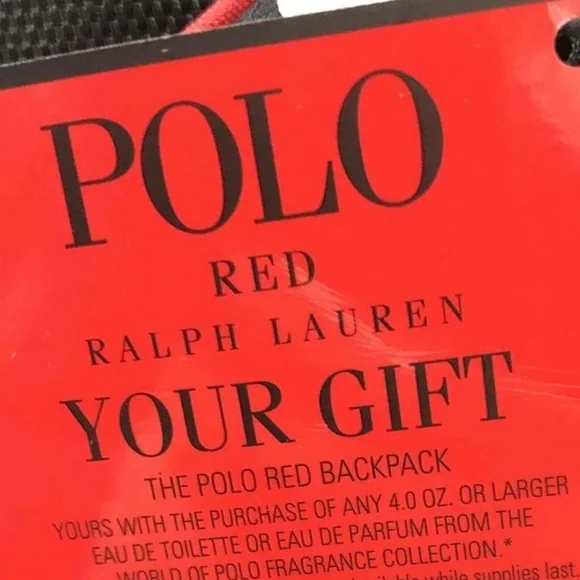 POLO
RED
RALPH LAUREN
YOUR GIFT
THE POLO RED BACKPACK
YOURS WITH THE PURCHASE OF ANY 4.0 OZ. OR LARGER
EAU DE TOILETTE OR EAU DE PARFUM FROM THE
WORLD OF POLO FRAGRANCE COLLECTION.*
while supplies last.